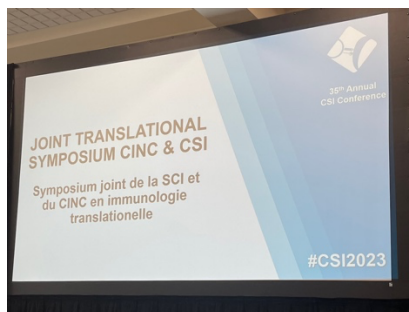 JOINT TRANSLATIONAL
SYMPOSIUM CINC & CSI
Symposium joint de la SCI et
du CINC en immunologie
translationelle
35th Annual
CSI Conference
#CSI2023